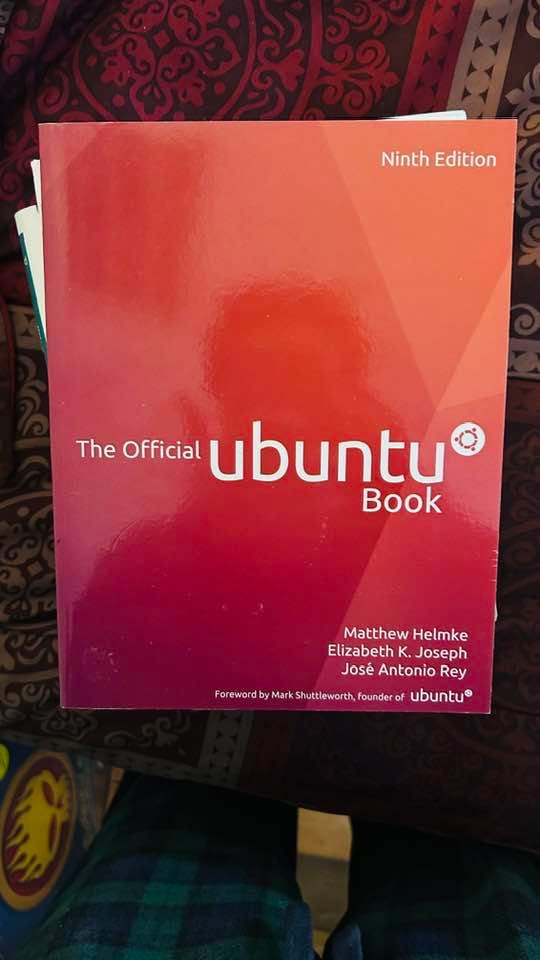 Ninth Edition
The Official ubuntu
Book
Matthew Helmke
Elizabeth K. Joseph
José Antonio Rey
Foreword by Mark Shuttleworth, founder of ubuntu